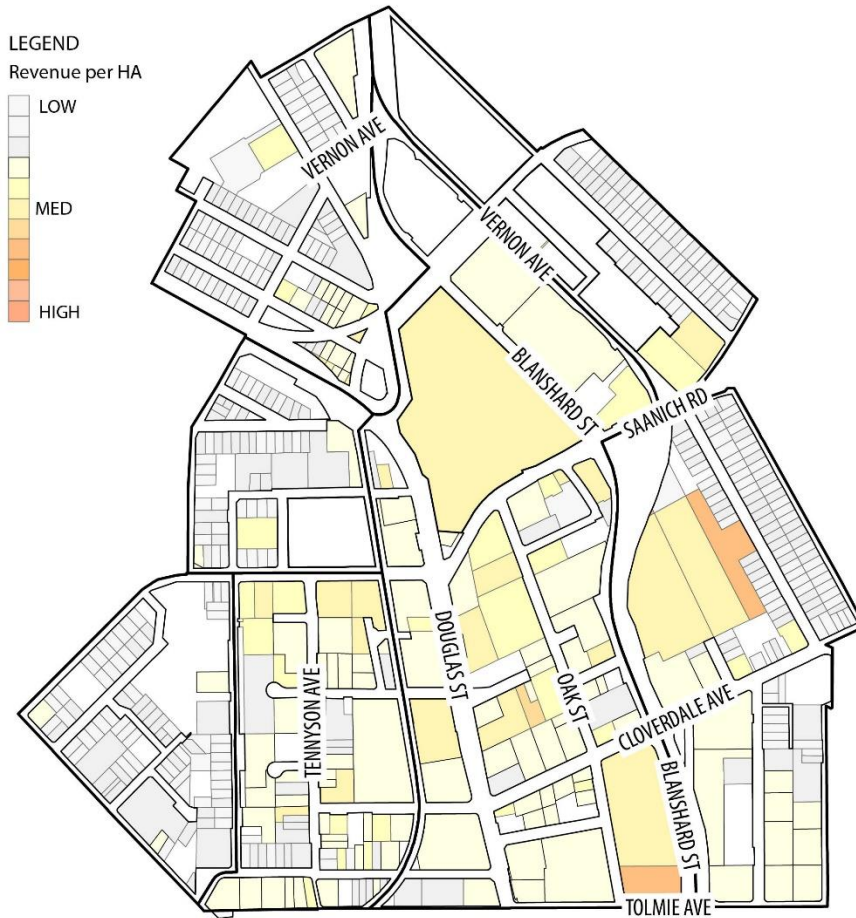 LEGEND
Revenue per HA
LOW
MED
HIGH
VERNON AVE
VERNON AVE
BLANSHARD ST
SAANICH RD
DOUGLAS ST
TENNYSON AVE
OAK ST
CLOVERDALE AVE
BLANSHARD ST
TOLMIE AVE